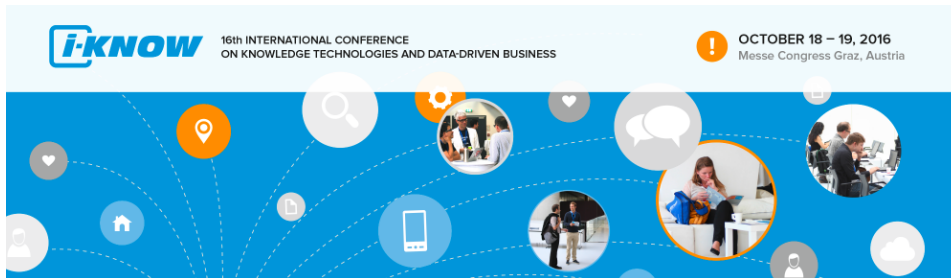 i-KNOW
16th INTERNATIONAL CONFERENCE
ON KNOWLEDGE TECHNOLOGIES AND DATA-DRIVEN BUSINESS
!
OCTOBER 18 – 19, 2016
Messe Congress Graz, Austria